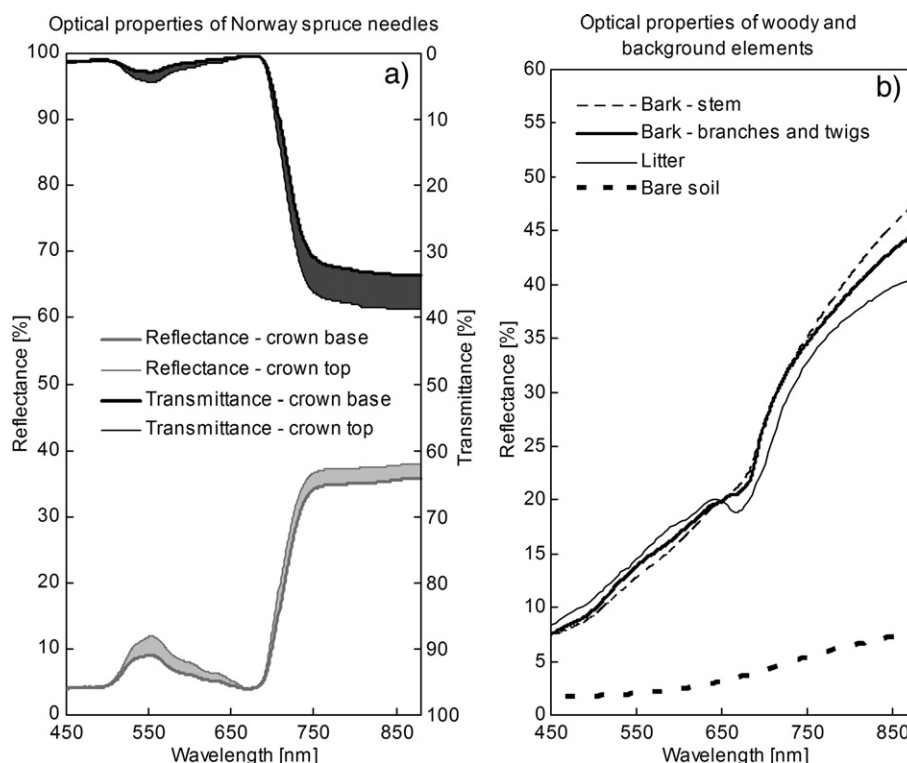 Optical properties of Norway spruce needles
a)
100
90
80
70
60
50
40
30
20
10
0
Reflectance [%]
0
10
20
30
40
50
60
70
80
90
100
Transmittance [%]
Reflectance - crown base
Reflectance - crown top
Transmittance - crown base
Transmittance - crown top
450
550
650
750
850
Wavelength [nm]
Optical properties of woody and
background elements
b)
60
55
50
45
40
35
30
25
20
15
10
5
0
Reflectance [%]
Bark - stem
Bark - branches and twigs
Litter
Bare soil
450
550
650
750
850
Wavelength [nm]